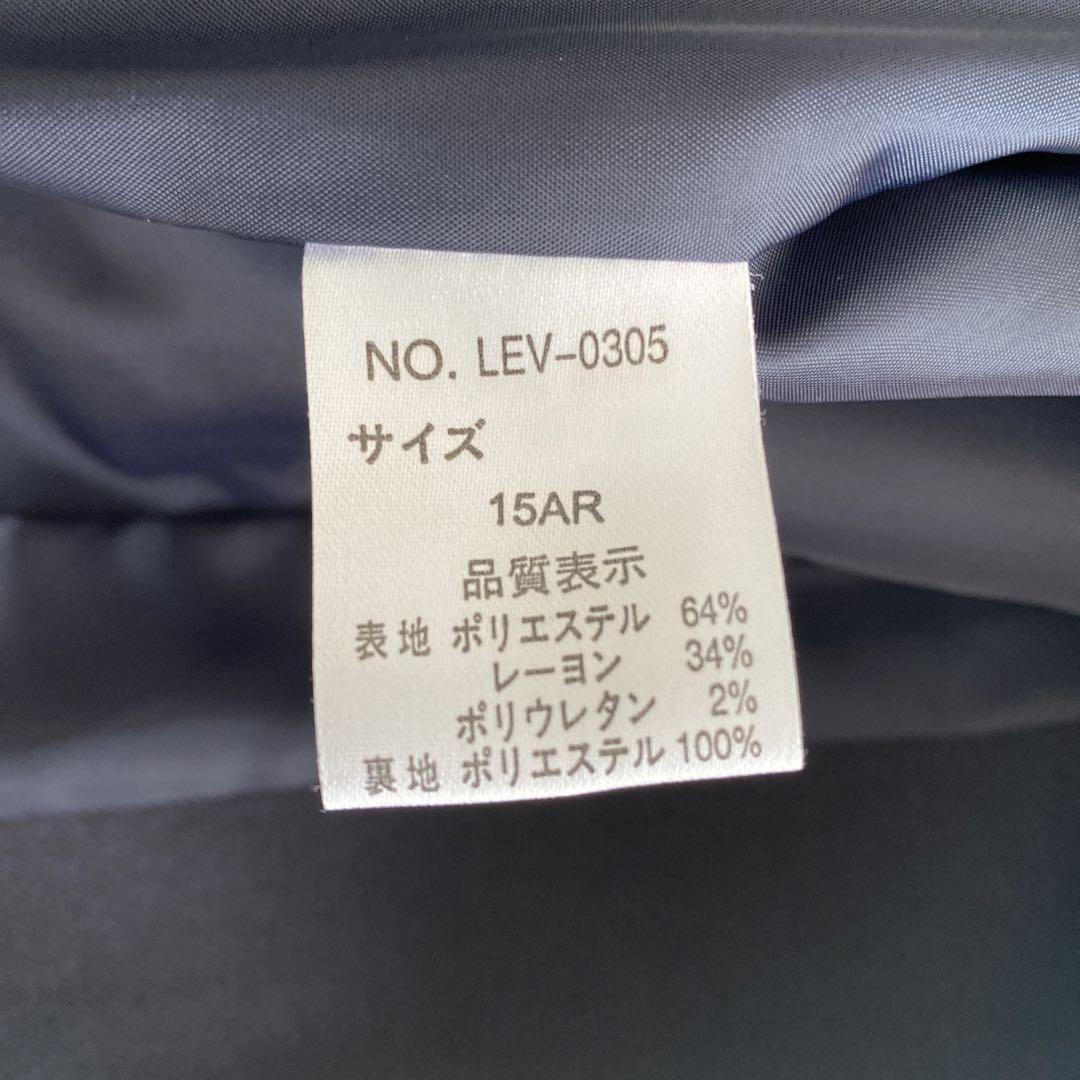 NO. LEV-0305
サイズ
15AR
品質表示
表地 ポリエステル 64%
レーヨン 34%
ポリウレタン 2%
裏地 ポリエステル 100%